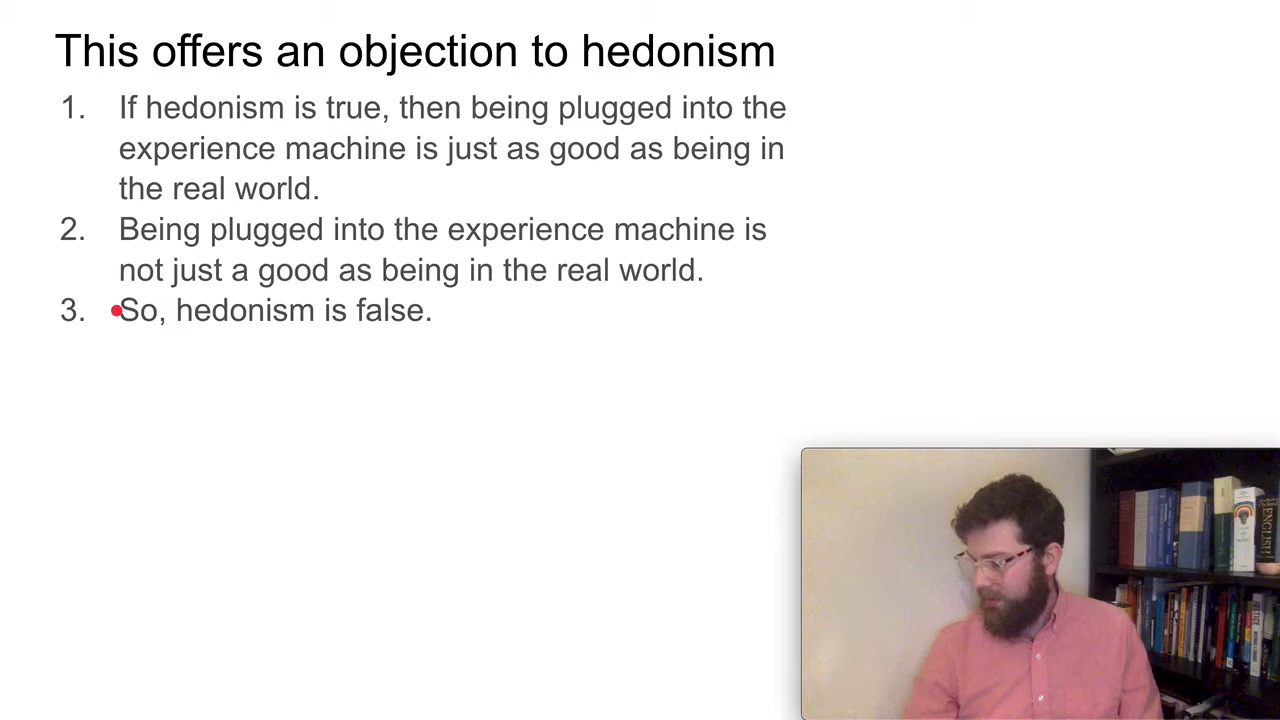 This offers an objection to hedonism
1. If hedonism is true, then being plugged into the
experience machine is just as good as being in
the real world.
2. Being plugged into the experience machine is
not just a good as being in the real world.
3. So, hedonism is false.
ENGLISH
JUSTICE